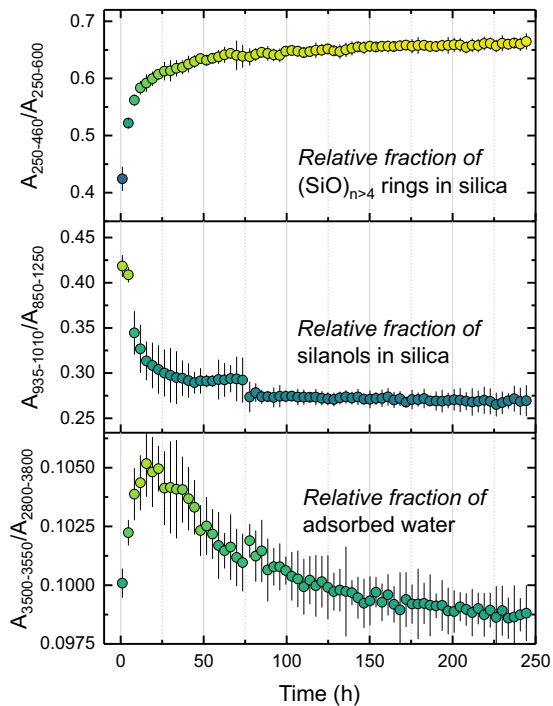 0.7
0.6
0.5
0.4
A250-460/A250-600
Relative fraction of
(SiO)n>4 rings in silica
0.45
0.40
0.35
0.30
0.25
A935-1010/A850-1250
Relative fraction of
silanols in silica
0.1050
0.1025
0.1000
0.0975
A3500-3550/A2800-3800
Relative fraction of
adsorbed water
0 50 100 150 200 250
Time (h)